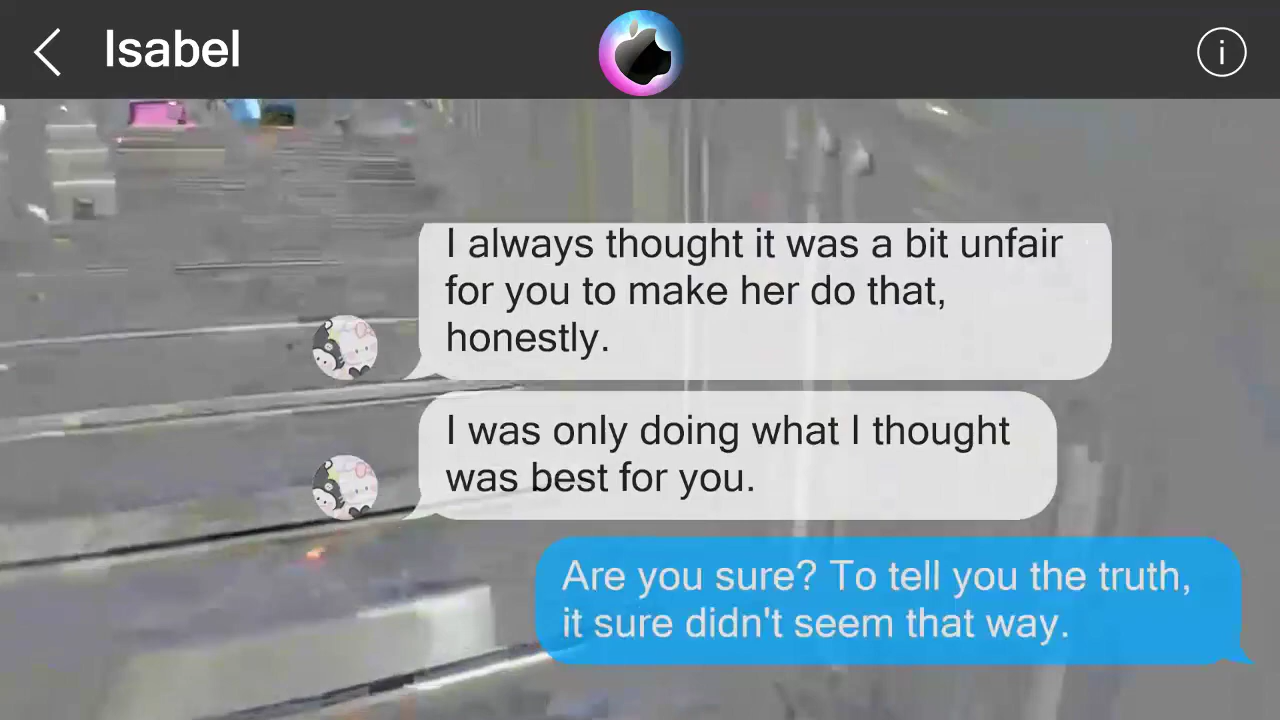 Isabel
I always thought it was a bit unfair
for you to make her do that,
honestly.
I was only doing what I thought
was best for you.
Are you sure? To tell you the truth,
it sure didn't seem that way.